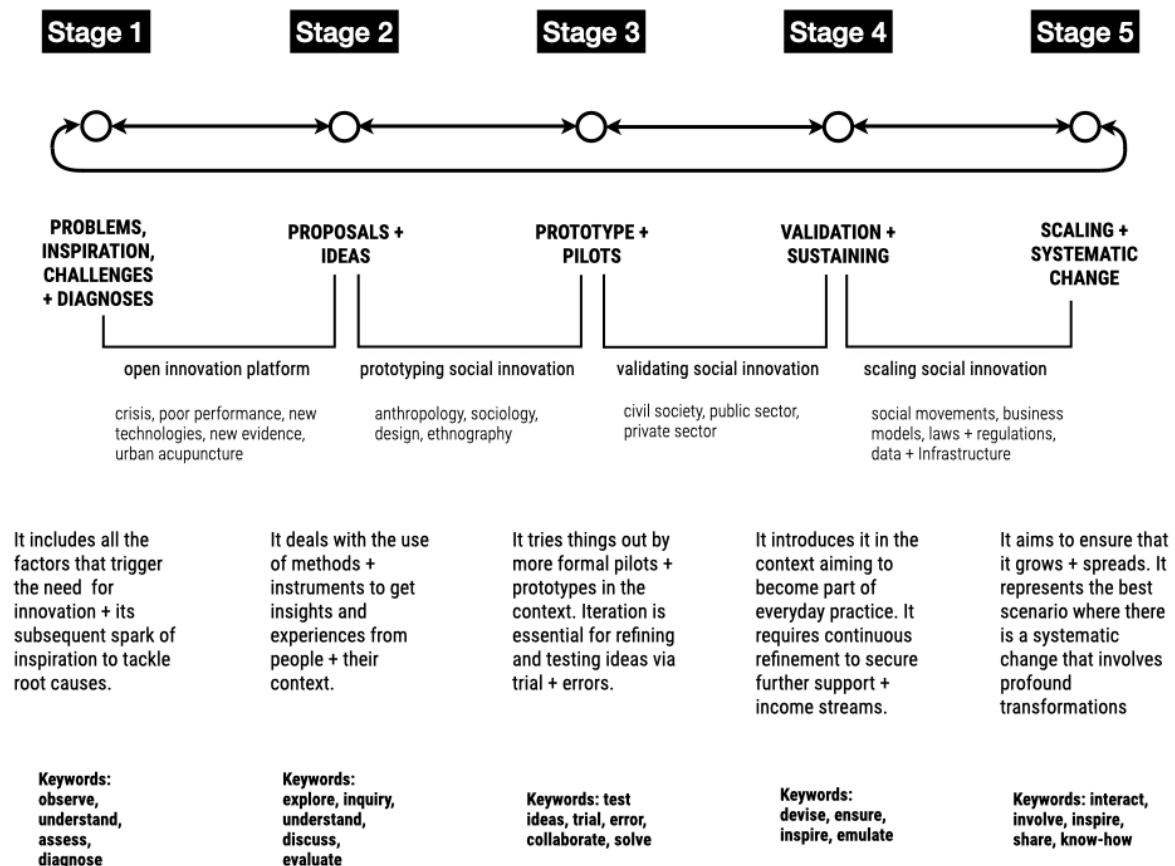 Stage 1
Stage 2
Stage 3
Stage 4
Stage 5
PROBLEMS,
INSPIRATION,
CHALLENGES
+ DIAGNOSES
PROPOSALS +
IDEAS
PROTOTYPE +
PILOTS
VALIDATION +
SUSTAINING
SCALING +
SYSTEMATIC
CHANGE
open innovation platform
prototyping social innovation
validating social innovation
scaling social innovation
crisis, poor performance, new
technologies, new evidence,
urban acupuncture
anthropology, sociology,
design, ethnography
civil society, public sector,
private sector
social movements, business
models, laws + regulations,
data + Infrastructure
It includes all the
factors that trigger
the need for
innovation + its
subsequent spark of
inspiration to tackle
root causes.
It deals with the use
of methods +
instruments to get
insights and
experiences from
people + their
context.
It tries things out by
more formal pilots +
prototypes in the
context. Iteration is
essential for refining
and testing ideas via
trial + errors.
It introduces it in the
context aiming to
become part of
everyday practice. It
requires continuous
refinement to secure
further support +
income streams.
It aims to ensure that
it grows + spreads. It
represents the best
scenario where there
is a systematic
change that involves
profound
transformations
Keywords:
observe,
understand,
assess,
diagnose
Keywords:
explore, inquiry,
understand,
discuss,
evaluate
Keywords: test
ideas, trial, error,
collaborate, solve
Keywords:
devise, ensure,
inspire, emulate
Keywords: interact,
involve, inspire,
share, know-how